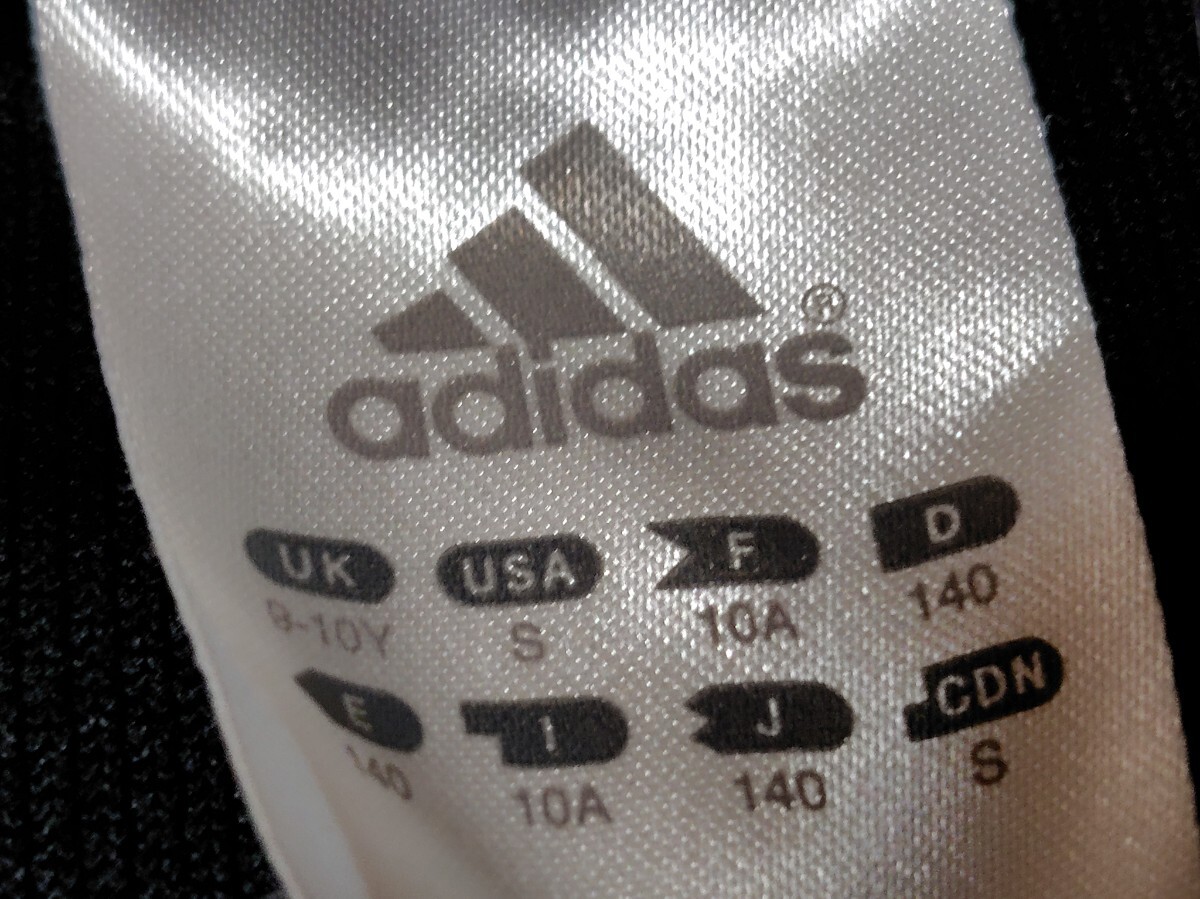 adidas®
UK USA F D
9-10Y S 10A 140
E I J CDN
140 10A 140 S